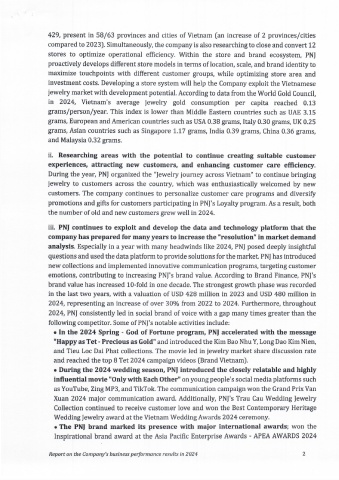 429, present in 58/63 provinces and cities of Vietnam (an increase of 2 provinces/cities
compared to 2023). Simultaneously, the company is also researching to close and convert 12
stores to optimize operational efficiency. Within the store and brand ecosystem, PNJ
proactively develops different store models in terms of location, scale, and brand identity to
maximize touchpoints with different customer groups, while optimizing store area and
investment costs. Developing a store system will help the Company exploit the Vietnamese
jewelry market with development potential. According to data from the World Gold Council,
in 2024, Vietnam's average jewelry gold consumption per capita reached 0.13
grams/person/year. This index is lower than Middle Eastern countries such as UAE 3.15
grams, European and American countries such as USA 0.38 grams, Italy 0.30 grams, UK 0.25
grams, Asian countries such as Singapore 1.17 grams, India 0.39 grams, China 0.36 grams,
and Malaysia 0.32 grams.
ii. Researching areas with the potential to continue creating suitable customer
experiences, attracting new customers, and enhancing customer care efficiency.
During the year, PNJ organized the "Jewelry journey across Vietnam" to continue bringing
jewelry to customers across the country, which was enthusiastically welcomed by new
customers. The company continues to personalize customer care programs and diversify
promotions and gifts for customers participating in PNJ's Loyalty program. As a result, both
the number of old and new customers grew well in 2024.
iii. PNJ continues to exploit and develop the data and technology platform that the
company has prepared for many years to increase the "resolution" in market demand
analysis. Especially in a year with many headwinds like 2024, PNJ posed deeply insightful
questions and used the data platform to provide solutions for the market. PNJ has introduced
new collections and implemented innovative communication programs, targeting customer
emotions, contributing to increasing PNJ's brand value. According to Brand Finance, PNJ's
brand value has increased 10-fold in one decade. The strongest growth phase was recorded
in the last two years, with a valuation of USD 428 million in 2023 and USD 480 million in
2024, representing an increase of over 30% from 2022 to 2024. Furthermore, throughout
2024, PNJ consistently led in social brand of voice with a gap many times greater than the
following competitor. Some of PNJ's notable activities include:
• In the 2024 Spring - God of Fortune program, PNJ accelerated with the message
"Happy as Tet - Precious as Gold" and introduced the Kim Bao Nhu Y, Long Dao Kim Nien,
and Tieu Loc Dai Phat collections. The movie led in jewelry market share discussion rate
and reached the top 8 Tet 2024 campaign videos (Brand Vietnam).
• During the 2024 wedding season, PNJ introduced the closely relatable and highly
influential movie "Only with Each Other" on young people's social media platforms such
as YouTube, Zing MP3, and TikTok. The communication campaign won the Grand Prix Van
Xuan 2024 major communication award. Additionally, PNJ's Trau Cau Wedding Jewelry
Collection continued to receive customer love and won the Best Contemporary Heritage
Wedding Jewelry award at the Vietnam Wedding Awards 2024 ceremony.
• The PNJ brand marked its presence with major international awards; won the
Inspirational brand award at the Asia Pacific Enterprise Awards - APEA AWARDS 2024
Report on the Company's business performance results in 2024
2